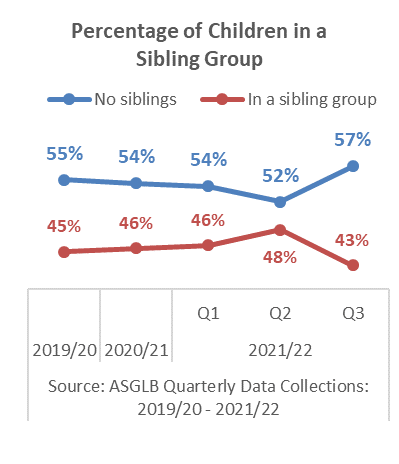 Percentage of Children in a
Sibling Group
No siblings
In a sibling group
55%
54%
54%
52%
57%
45%
46%
46%
48%
43%
Q1
Q2
Q3
2019/20
2020/21
2021/22
Source: ASGLB Quarterly Data Collections:
2019/20 - 2021/22